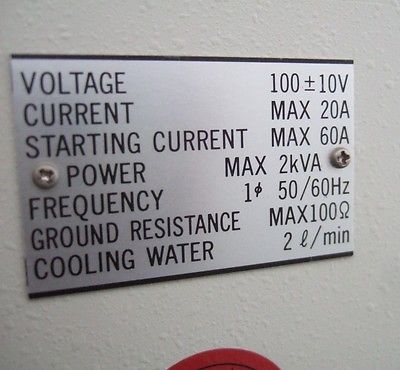 VOLTAGE 100 ± 10V
CURRENT MAX 20A
STARTING CURRENT MAX 60A
POWER MAX 2kVA
FREQUENCY 1ϕ 50/60Hz
GROUND RESISTANCE MAX100Ω
COOLING WATER 2 ℓ/min